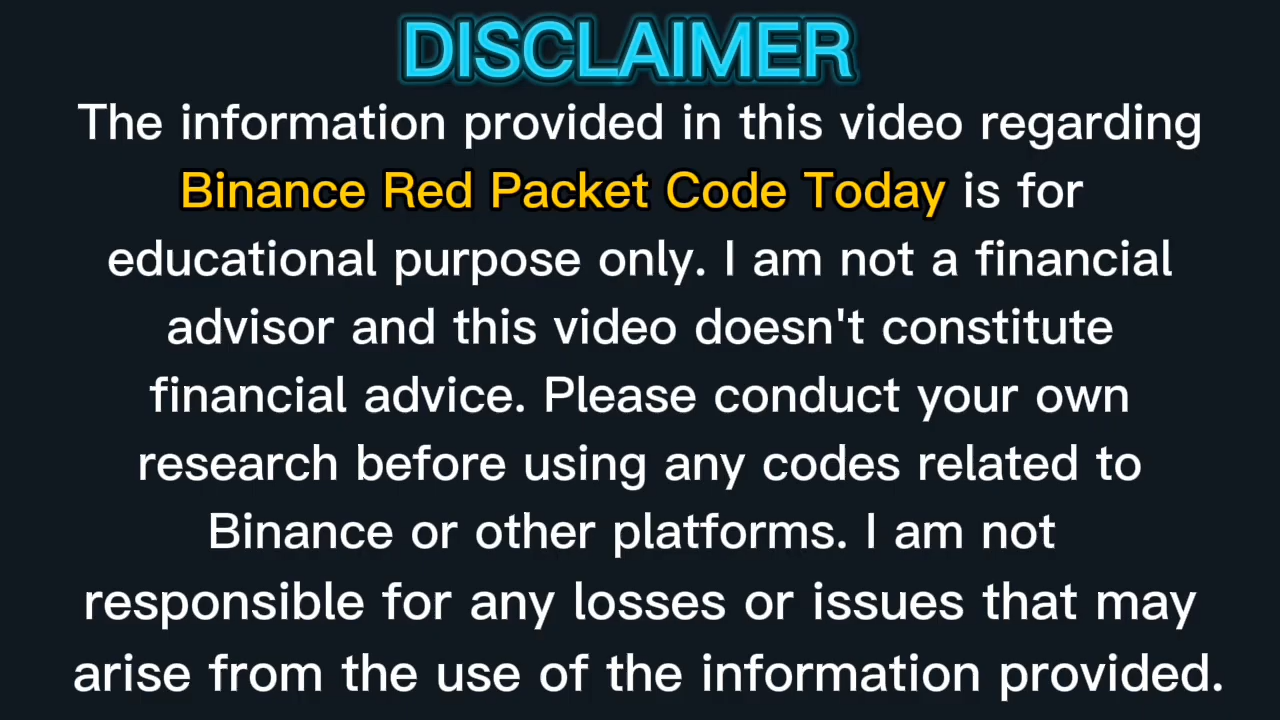 DISCLAIMER
The information provided in this video regarding
Binance Red Packet Code Today is for
educational purpose only. I am not a financial
advisor and this video doesn't constitute
financial advice. Please conduct your own
research before using any codes related to
Binance or other platforms. I am not
responsible for any losses or issues that may
arise from the use of the information provided.